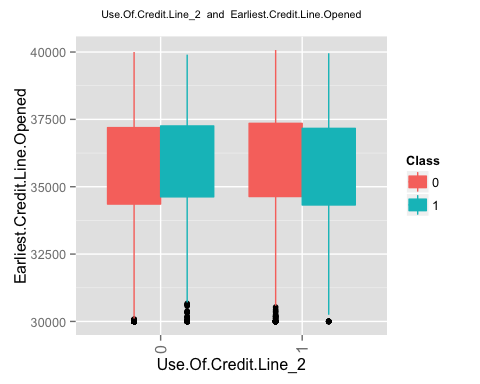 Use.Of.Credit.Line_2 and Earliest.Credit.Line.Opened
40000
37500
35000
32500
30000
Earliest.Credit.Line.Opened
0
1
Use.Of.Credit.Line_2
Class
0
1